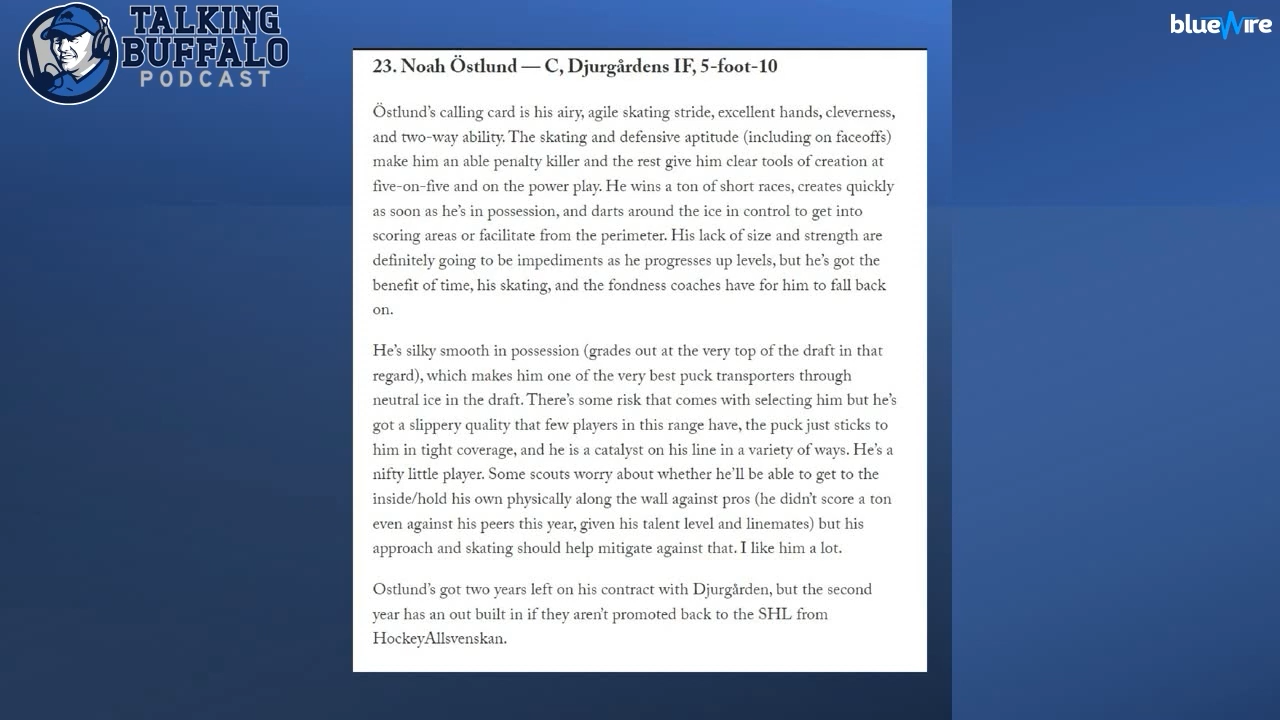 TALKING
BUFFALO
PODCAST
blueWire
23. Noah Östlund — C, Djurgårdens IF, 5-foot-10
Östlund's calling card is his airy, agile skating stride, excellent hands, cleverness,
and two-way ability. The skating and defensive aptitude (including on faceoffs)
make him an able penalty killer and the rest give him clear tools of creation at
five-on-five and on the power play. He wins a ton of short races, creates quickly
as soon as he's in possession, and darts around the ice in control to get into
scoring areas or facilitate from the perimeter. His lack of size and strength are
definitely going to be impediments as he progresses up levels, but he's got the
benefit of time, his skating, and the fondness coaches have for him to fall back
on.
He's silky smooth in possession (grades out at the very top of the draft in that
regard), which makes him one of the very best puck transporters through
neutral ice in the draft. There's some risk that comes with selecting him but he's
got a slippery quality that few players in this range have, the puck just sticks to
him in tight coverage, and he is a catalyst on his line in a variety of ways. He's a
nifty little player. Some scouts worry about whether he'll be able to get to the
inside/hold his own physically along the wall against pros (he didn't score a ton
even against his peers this year, given his talent level and linemates) but his
approach and skating should help mitigate against that. I like him a lot.
Ostlund's got two years left on his contract with Djurgården, but the second
year has an out built in if they aren't promoted back to the SHL from
HockeyAllsvenskan.